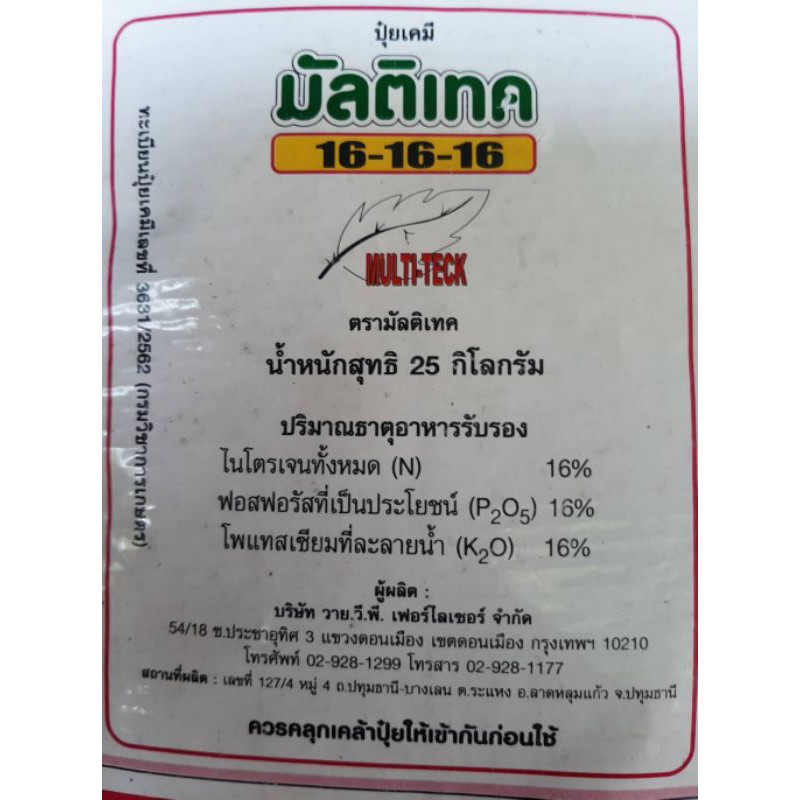 ปุ๋ยเคมี
มัลติเทค
16-16-16
MULTI-TECK
ตรามัลติเทค
น้ำหนักสุทธิ 25 กิโลกรัม
ปริมาณธาตุอาหารรับรอง
ไนโตรเจนทั้งหมด (N) 16%
ฟอสฟอรัสที่เป็นประโยชน์ (P₂O₅) 16%
โพแทสเซียมที่ละลายน้ำ (K₂O) 16%
ผู้ผลิต :
บริษัท วาย.วี.พี. เฟอร์ไลเซอร์ จำกัด
54/18 ซ.ประชาอุทิศ 3 แขวงดอนเมือง เขตดอนเมือง กรุงเทพฯ 10210
โทรศัพท์ 02-928-1299 โทรสาร 02-928-1177
สถานที่ผลิต : เลขที่ 127/4 หมู่ 4 ถ.ปทุมธานี-บางเลน ต.ระแหง อ.ลาดหลุมแก้ว จ.ปทุมธานี
ควรคลุกเคล้าปุ๋ยให้เข้ากันก่อนใช้
ทะเบียนปุ๋ยเคมีเลขที่ 3631/2562 (กรมวิชาการเกษตร)